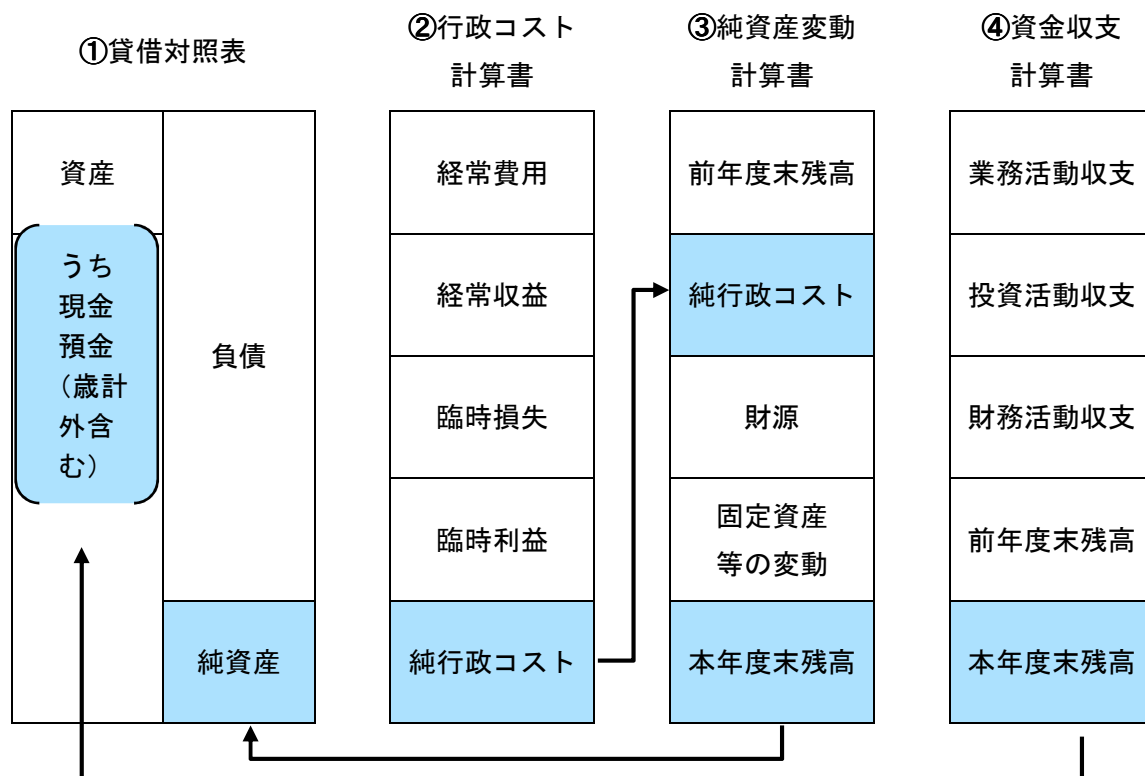 ①貸借対照表
資産
うち
現金
預金
（歳計
外含
む）
負債
純資産
②行政コスト
計算書
経常費用
経常収益
臨時損失
臨時利益
純行政コスト
③純資産変動
計算書
前年度末残高
純行政コスト
財源
固定資産
等の変動
本年度末残高
④資金収支
計算書
業務活動収支
投資活動収支
財務活動収支
前年度末残高
本年度末残高